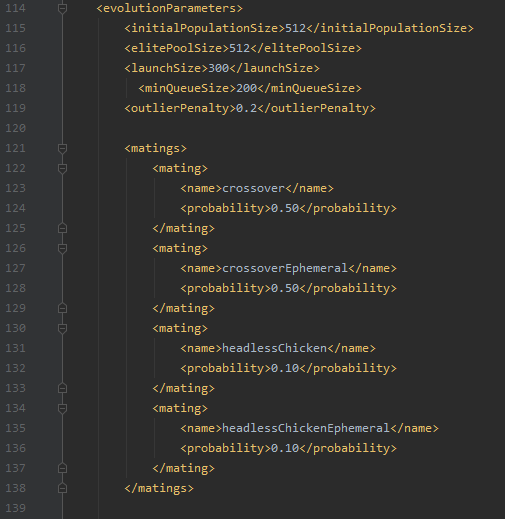 114 <evolutionParameters>
115 <initialPopulationSize>512</initialPopulationSize>
116 <elitePoolSize>512</elitePoolSize>
117 <launchSize>300</launchSize>
118 <minQueueSize>200</minQueueSize>
119 <outlierPenalty>0.2</outlierPenalty>
120
121 <matings>
122 <mating>
123 <name>crossover</name>
124 <probability>0.50</probability>
125 </mating>
126 <mating>
127 <name>crossoverEphemeral</name>
128 <probability>0.50</probability>
129 </mating>
130 <mating>
131 <name>headlessChicken</name>
132 <probability>0.10</probability>
133 </mating>
134 <mating>
135 <name>headlessChickenEphemeral</name>
136 <probability>0.10</probability>
137 </mating>
138 </matings>
139